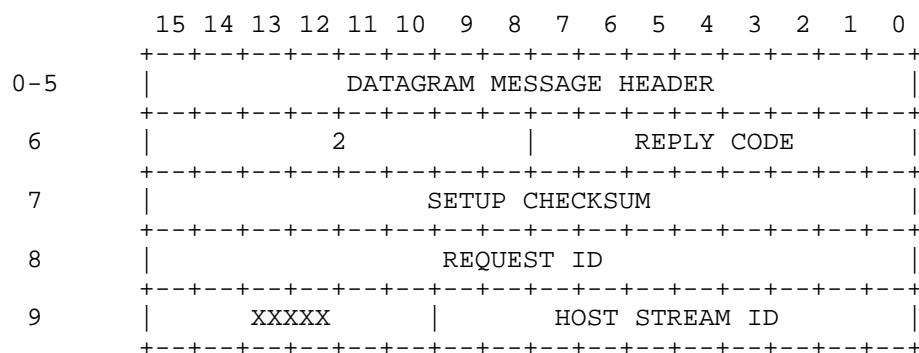 15 14 13 12 11 10 9 8 7 6 5 4 3 2 1 0
+--+--+--+--+--+--+--+--+--+--+--+--+--+--+--+--+
0-5 | DATAGRAM MESSAGE HEADER |
+--+--+--+--+--+--+--+--+--+--+--+--+--+--+--+--+
6 | 2 | REPLY CODE |
+--+--+--+--+--+--+--+--+--+--+--+--+--+--+--+--+
7 | SETUP CHECKSUM |
+--+--+--+--+--+--+--+--+--+--+--+--+--+--+--+--+
8 | REQUEST ID |
+--+--+--+--+--+--+--+--+--+--+--+--+--+--+--+--+
9 | XXXXX | HOST STREAM ID |
+--+--+--+--+--+--+--+--+--+--+--+--+--+--+--+--+